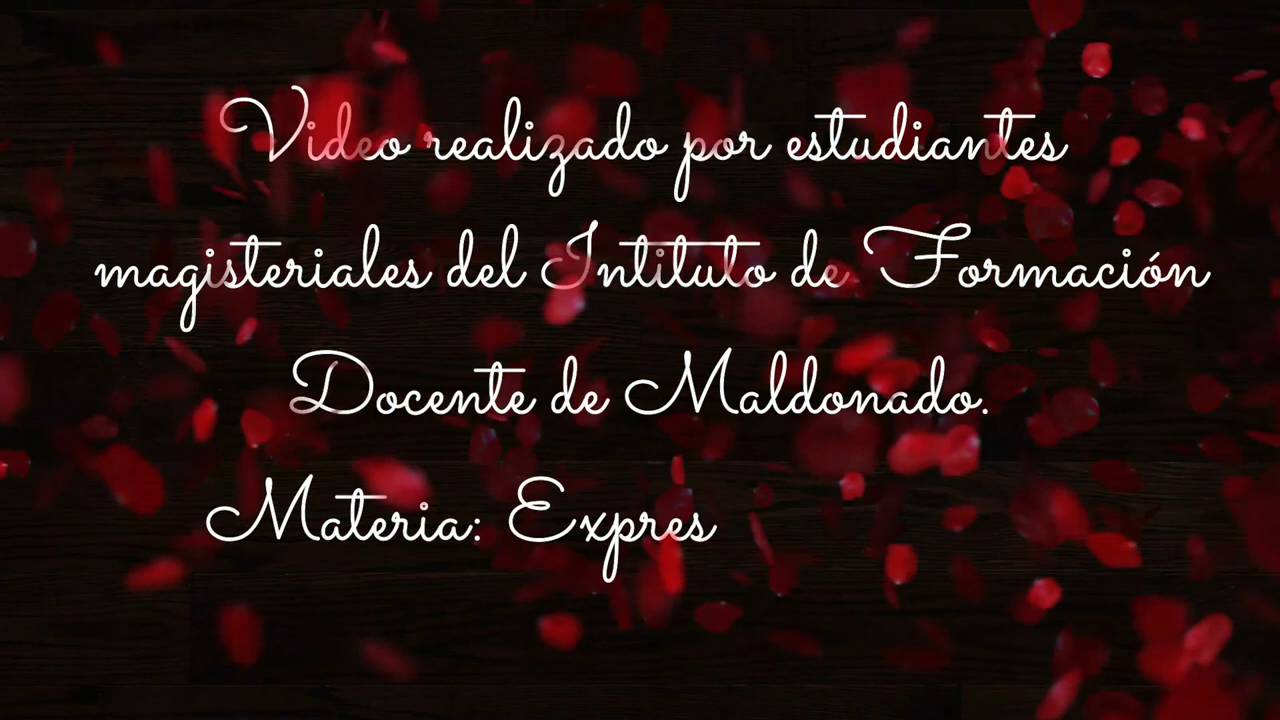 Video realizado por estudiantes
magisteriales del Intituto de Formación
Docente de Maldonado.
Materia: Expres